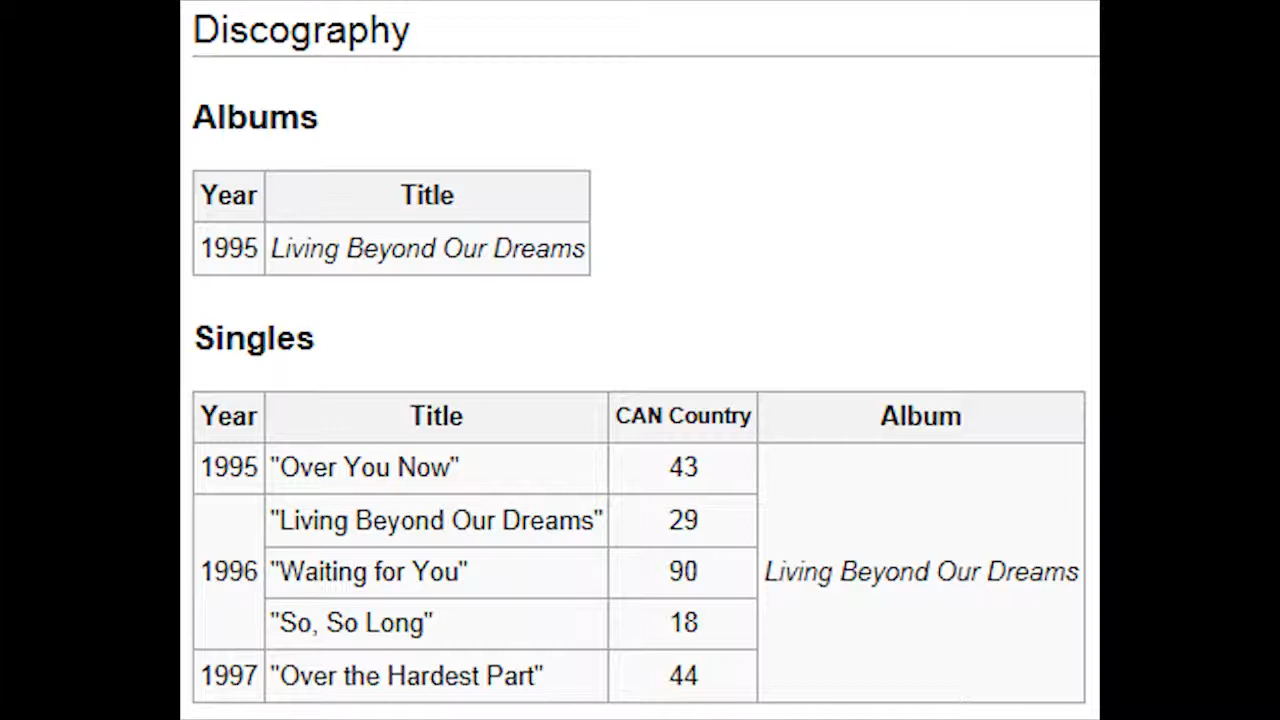 Discography
Albums
Year Title
1995 Living Beyond Our Dreams
Singles
Year Title CAN Country Album
1995 "Over You Now" 43
"Living Beyond Our Dreams" 29
1996 "Waiting for You" 90 Living Beyond Our Dreams
"So, So Long" 18
1997 "Over the Hardest Part" 44